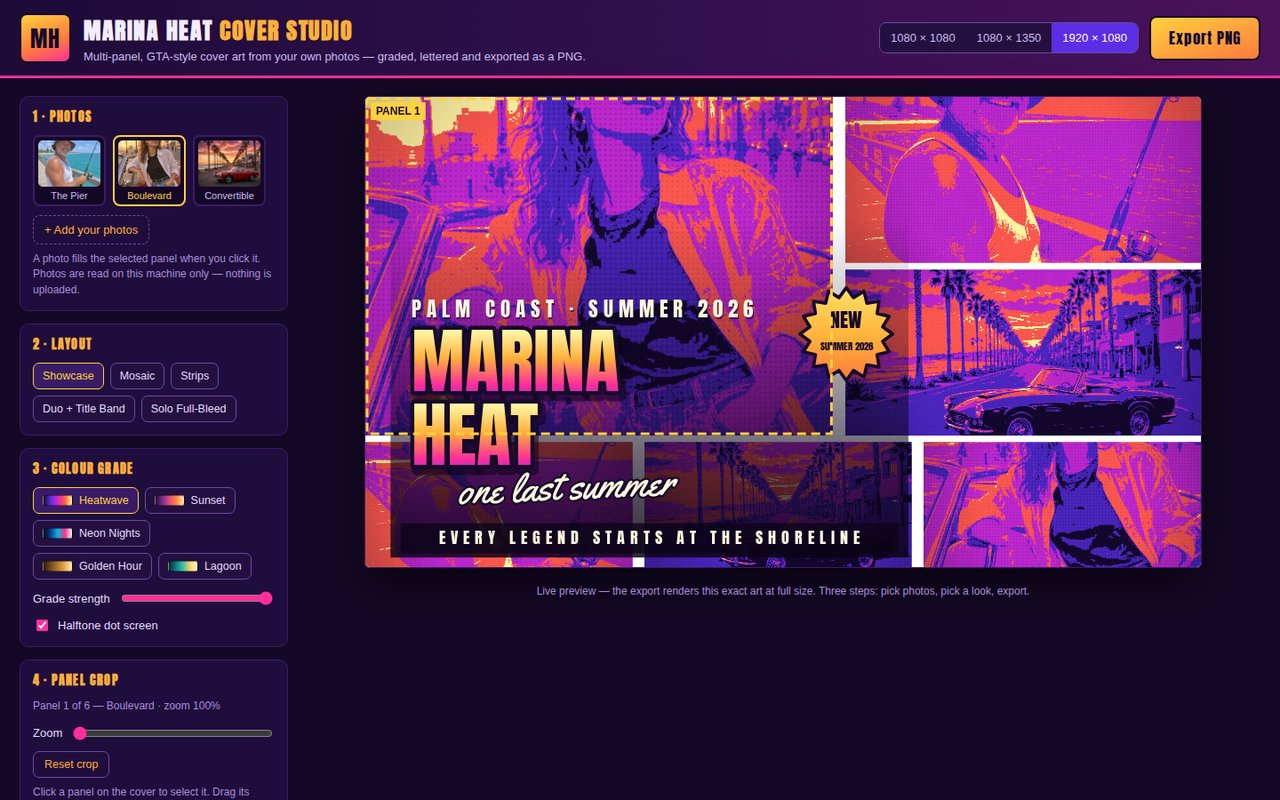 MH
MARINA HEAT COVER STUDIO
Multi-panel, GTA-style cover art from your own photos — graded, lettered and exported as a PNG.
1080 × 1080
1080 × 1350
1920 × 1080
Export PNG
1 · PHOTOS
The Pier
Boulevard
Convertible
+ Add your photos
A photo fills the selected panel when you click it.
Photos are read on this machine only — nothing is
uploaded.
2 · LAYOUT
Showcase
Mosaic
Strips
Duo + Title Band
Solo Full-Bleed
3 · COLOUR GRADE
Heatwave
Sunset
Neon Nights
Golden Hour
Lagoon
Grade strength
Halftone dot screen
4 · PANEL CROP
Panel 1 of 6 — Boulevard · zoom 100%
Zoom
Reset crop
Click a panel on the cover to select it. Drag its
PANEL 1
PALM COAST · SUMMER 2026
MARINA
HEAT
one last summer
EVERY LEGEND STARTS AT THE SHORELINE
NEW
SUMMER 2026
Live preview — the export renders this exact art at full size. Three steps: pick photos, pick a look, export.